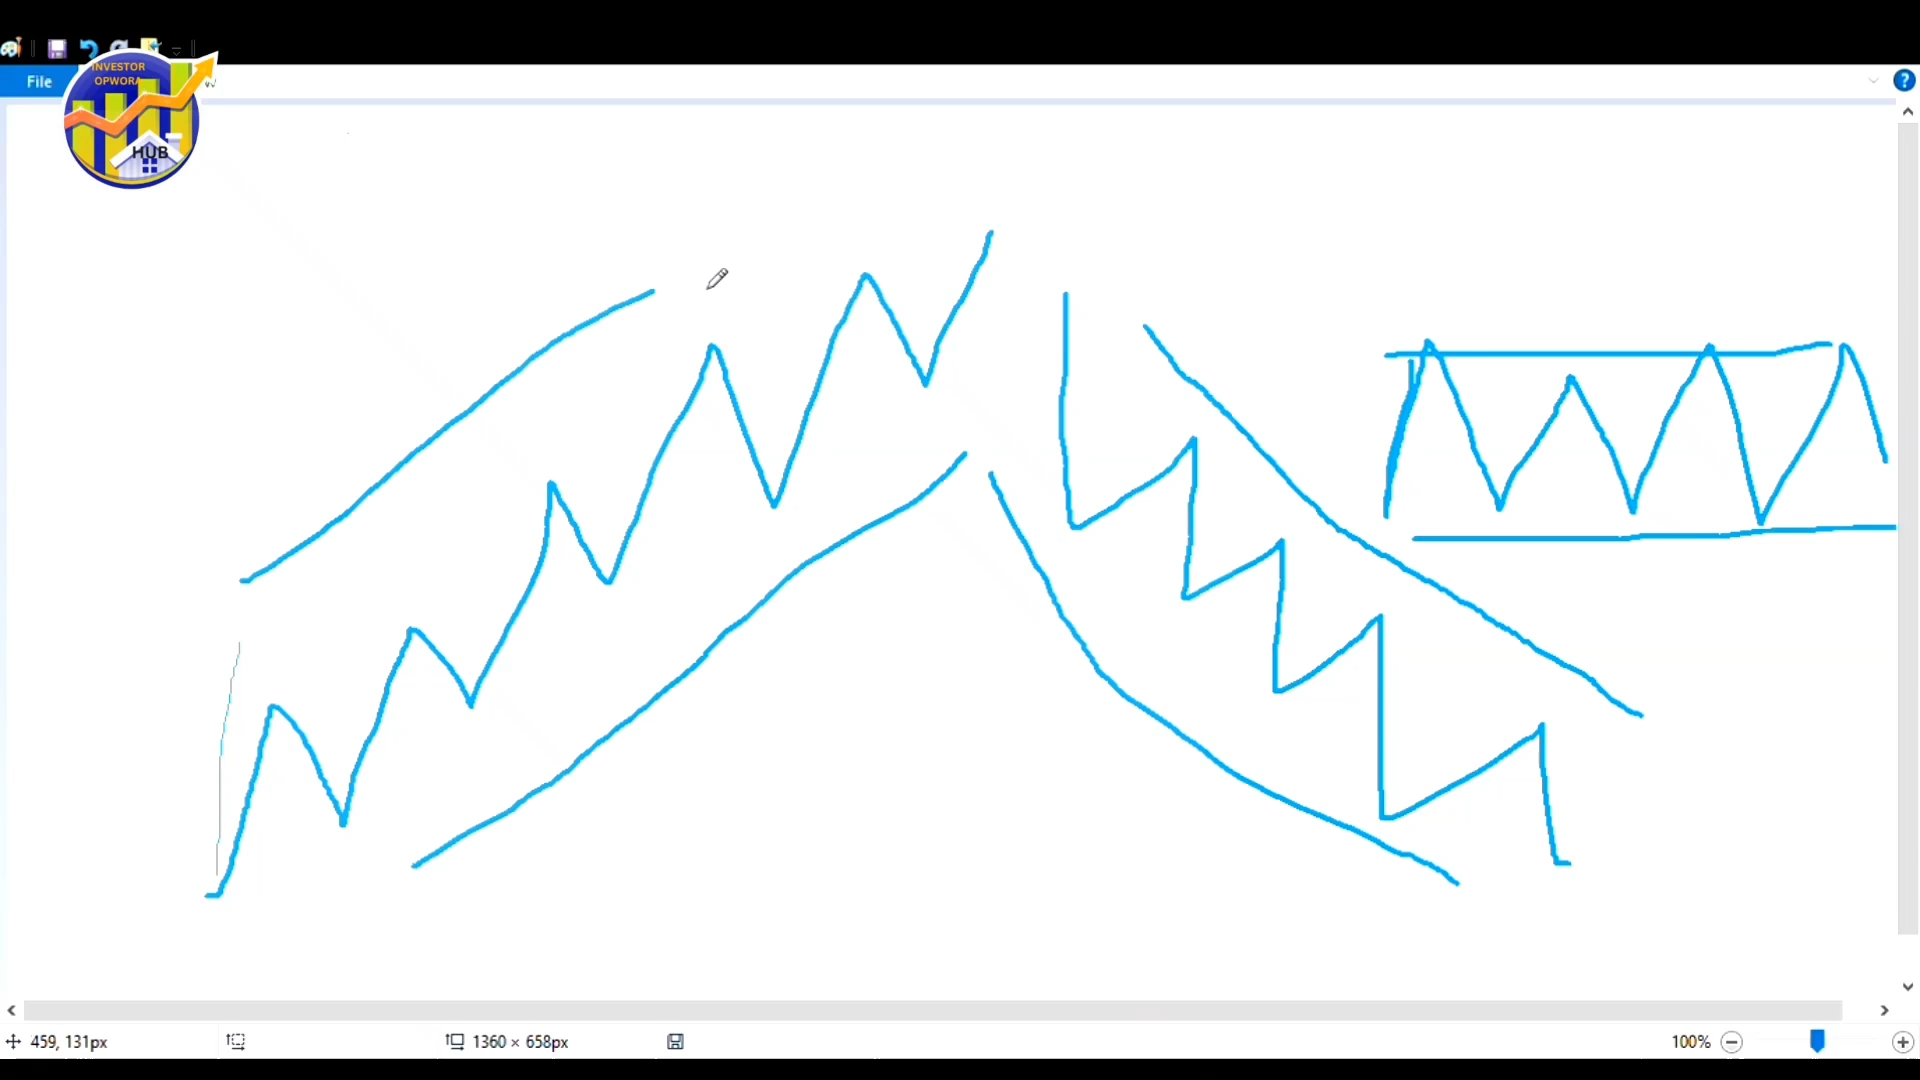 File
INVESTOR
OPWORA
HUB
459, 131px
1360 × 658px
100%